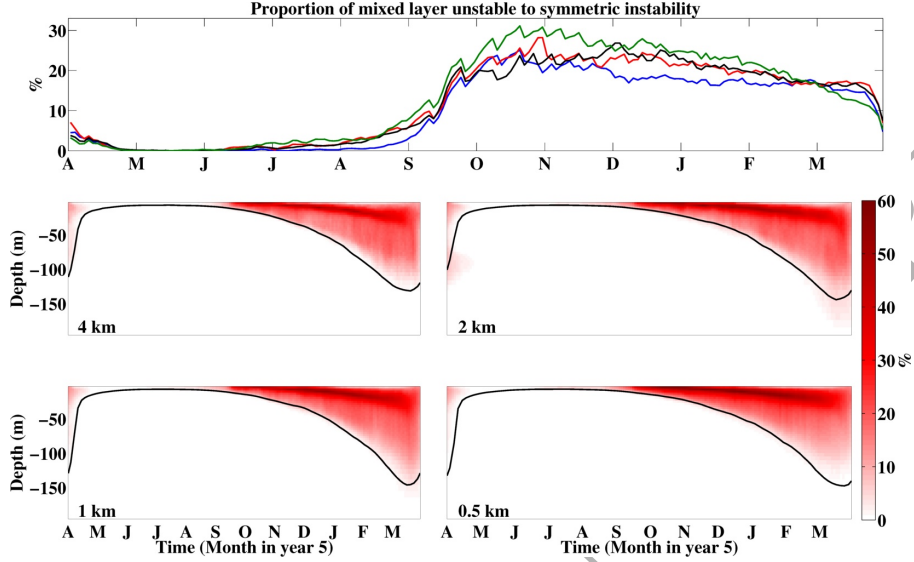 Proportion of mixed layer unstable to symmetric instability
30
20
10
0
%
A M J J A S O N D J F M
Depth (m)
−50
−100
−150
4 km
2 km
60
50
40
30
20
10
0
%
Depth (m)
−50
−100
−150
1 km
0.5 km
A M J J A S O N D J F M
A M J J A S O N D J F M
Time (Month in year 5)
Time (Month in year 5)